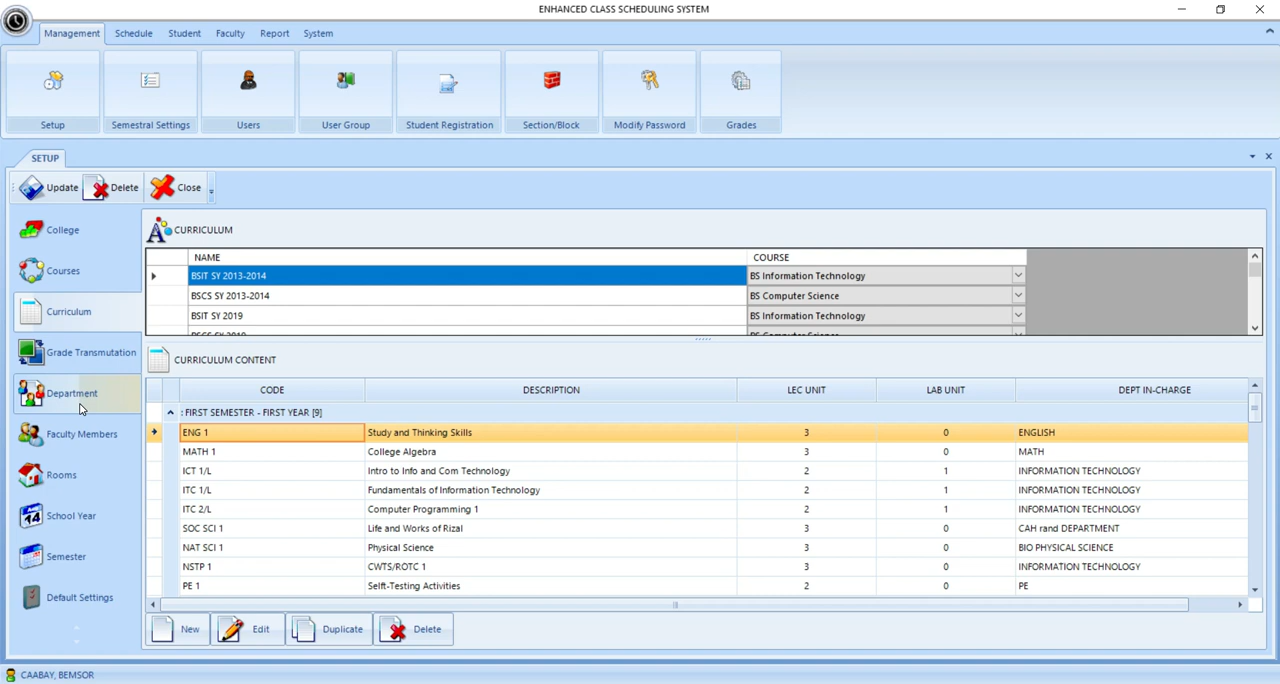 ENHANCED CLASS SCHEDULING SYSTEM
Management Schedule Student Faculty Report System
Setup Semestral Settings Users User Group Student Registration Section/Block Modify Password Grades
SETUP
Update Delete Close
College
Courses
Curriculum
Grade Transmutation
Department
Faculty Members
Rooms
School Year
Semester
Default Settings
CURRICULUM
NAME COURSE
BSIT SY 2013-2014 BS Information Technology
BSCS SY 2013-2014 BS Computer Science
BSIT SY 2019 BS Information Technology
BSCS SY 2019 BS Computer Science
CURRICULUM CONTENT
CODE DESCRIPTION LEC UNIT LAB UNIT DEPT IN-CHARGE
: FIRST SEMESTER - FIRST YEAR [9]
ENG 1 Study and Thinking Skills 3 0 ENGLISH
MATH 1 College Algebra 3 0 MATH
ICT 1/L Intro to Info and Com Technology 2 1 INFORMATION TECHNOLOGY
ITC 1/L Fundamentals of Information Technology 2 1 INFORMATION TECHNOLOGY
ITC 2/L Computer Programming 1 2 1 INFORMATION TECHNOLOGY
SOC SCI 1 Life and Works of Rizal 3 0 CAH rand DEPARTMENT
NAT SCI 1 Physical Science 3 0 BIO PHYSICAL SCIENCE
NSTP 1 CWTS/ROTC 1 3 0 INFORMATION TECHNOLOGY
PE 1 Selft-Testing Activities 2 0 PE
New Edit Duplicate Delete
CAABAY, BEMSOR